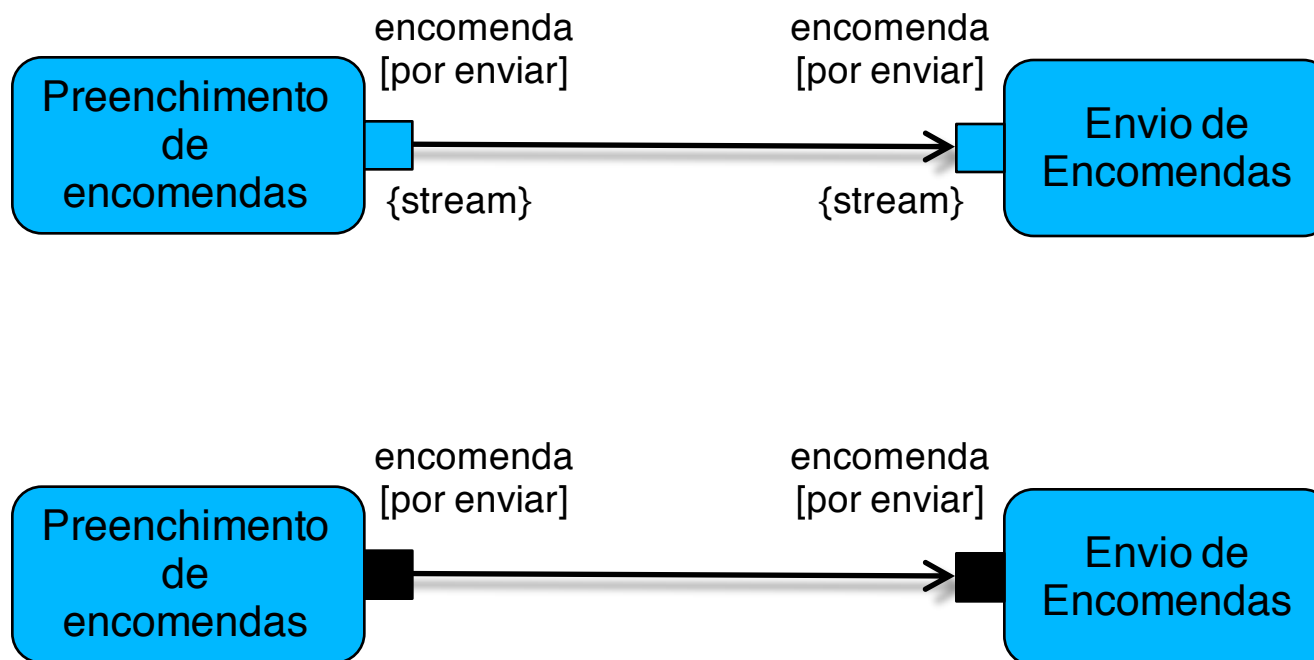 encomenda
[por enviar]
encomenda
[por enviar]
Preenchimento
de
encomendas
Envio de
Encomendas
{stream}
{stream}
encomenda
[por enviar]
encomenda
[por enviar]
Preenchimento
de
encomendas
Envio de
Encomendas